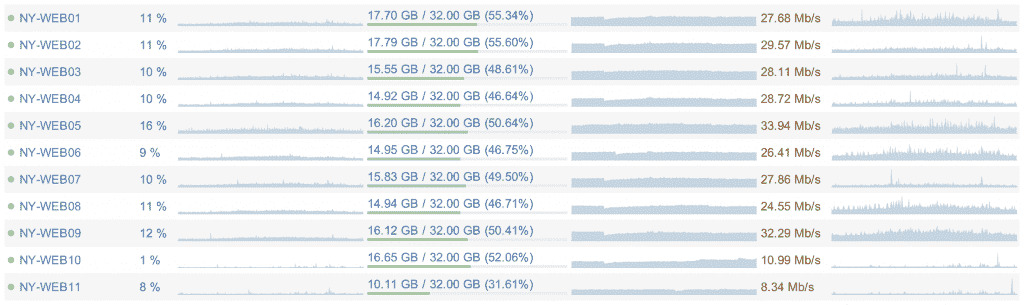 NY-WEB01 11 % 17.70 GB / 32.00 GB (55.34%) 27.68 Mb/s
NY-WEB02 11 % 17.79 GB / 32.00 GB (55.60%) 29.57 Mb/s
NY-WEB03 10 % 15.55 GB / 32.00 GB (48.61%) 28.11 Mb/s
NY-WEB04 10 % 14.92 GB / 32.00 GB (46.64%) 28.72 Mb/s
NY-WEB05 16 % 16.20 GB / 32.00 GB (50.64%) 33.94 Mb/s
NY-WEB06 9 % 14.95 GB / 32.00 GB (46.75%) 26.41 Mb/s
NY-WEB07 10 % 15.83 GB / 32.00 GB (49.50%) 27.86 Mb/s
NY-WEB08 11 % 14.94 GB / 32.00 GB (46.71%) 24.55 Mb/s
NY-WEB09 12 % 16.12 GB / 32.00 GB (50.41%) 32.29 Mb/s
NY-WEB10 1 % 16.65 GB / 32.00 GB (52.06%) 10.99 Mb/s
NY-WEB11 8 % 10.11 GB / 32.00 GB (31.61%) 8.34 Mb/s